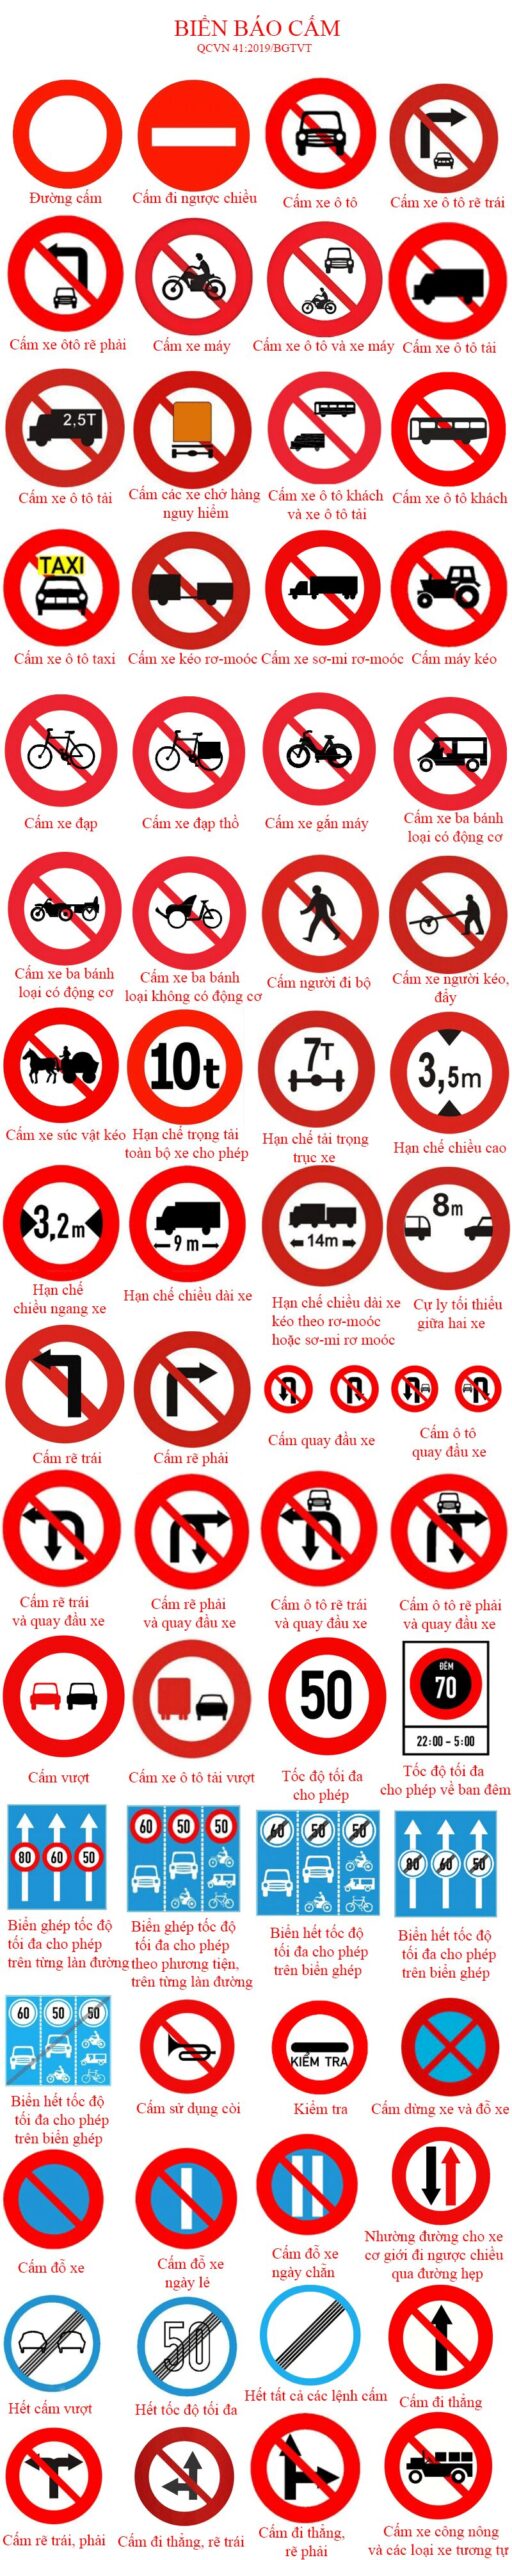 BIỂN BÁO CẤM
QCVN 41:2019/BGTVT
Đường cấm
Cấm đi ngược chiều
Cấm xe ô tô
Cấm xe ô tô rẽ trái
Cấm xe ôtô rẽ phải
Cấm xe máy
Cấm xe ô tô và xe máy
Cấm xe ô tô tải
2,5T
Cấm xe ô tô tải
Cấm các xe chở hàng
nguy hiểm
Cấm xe ô tô khách
và xe ô tô tải
Cấm xe ô tô khách
TAXI
Cấm xe ô tô taxi
Cấm xe kéo rơ-moóc
Cấm xe sơ-mi rơ-moóc
Cấm máy kéo
Cấm xe đạp
Cấm xe đạp thồ
Cấm xe gắn máy
Cấm xe ba bánh
loại có động cơ
Cấm xe ba bánh
loại có động cơ
Cấm xe ba bánh
loại không có động cơ
Cấm người đi bộ
Cấm xe người kéo,
đẩy
Cấm xe súc vật kéo
10t
Hạn chế trọng tải
toàn bộ xe cho phép
7T
Hạn chế tải trọng
trục xe
3,5m
Hạn chế chiều cao
3,2m
Hạn chế
chiều ngang xe
9 m
Hạn chế chiều dài xe
14m
Hạn chế chiều dài xe
kéo theo rơ-moóc
hoặc sơ-mi rơ moóc
8m
Cự ly tối thiểu
giữa hai xe
Cấm rẽ trái
Cấm rẽ phải
Cấm quay đầu xe
Cấm ô tô
quay đầu xe
Cấm rẽ trái
và quay đầu xe
Cấm rẽ phải
và quay đầu xe
Cấm ô tô rẽ trái
và quay đầu xe
Cấm ô tô rẽ phải
và quay đầu xe
Cấm vượt
Cấm xe ô tô tải vượt
50
Tốc độ tối đa
cho phép
ĐÊM
70
22:00 - 5:00
Tốc độ tối đa
cho phép về ban đêm
80 60 50
Biển ghép tốc độ
tối đa cho phép
trên từng làn đường
60 50 50
Biển ghép tốc độ
tối đa cho phép
theo phương tiện,
trên từng làn đường
60 50 50
Biển hết tốc độ
tối đa cho phép
trên biển ghép
80 60 50
Biển hết tốc độ
tối đa cho phép
trên biển ghép
60 50 50
Biển hết tốc độ
tối đa cho phép
trên biển ghép
Cấm sử dụng còi
KIỂM TRA
Kiểm tra
Cấm dừng xe và đỗ xe
Cấm đỗ xe
Cấm đỗ xe
ngày lẻ
Cấm đỗ xe
ngày chẵn
Nhường đường cho xe
cơ giới đi ngược chiều
qua đường hẹp
Hết cấm vượt
50
Hết tốc độ tối đa
Hết tất cả các lệnh cấm
Cấm đi thẳng
Cấm rẽ trái, phải
Cấm đi thẳng, rẽ trái
Cấm đi thẳng,
rẽ phải
Cấm xe công nông
và các loại xe tương tự